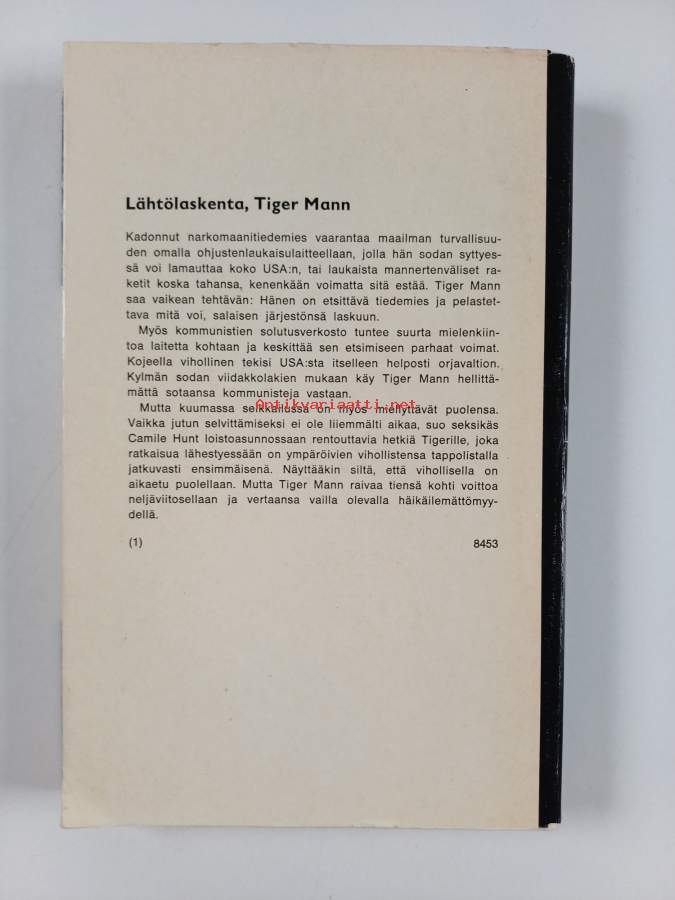 Lähtölaskenta, Tiger Mann
Kadonnut narkomaanitiedemies vaarantaa maailman turvallisuu-
den omalla ohjustenlaukaisulaitteellaan, jolla hän sodan syttyes-
sä voi lamauttaa koko USA:n, tai laukaista mannertenväliset ra-
ketit koska tahansa, kenenkään voimatta sitä estää. Tiger Mann
saa vaikean tehtävän: Hänen on etsittävä tiedemies ja pelastet-
tava mitä voi, salaisen järjestönsä laskuun.
Myös kommunistien solutusverkosto tuntee suurta mielenkiin-
toa laitetta kohtaan ja keskittää sen etsimiseen parhaat voimat.
Kojeella vihollinen tekisi USA:sta itselleen helposti orjavaltion.
Kylmän sodan viidakkolakien mukaan käy Tiger Mann hellittä-
mättä sotaansa kommunisteja vastaan.
Antikvariaatti.net
Mutta kuumassa seikkailussa on myös miellyttävät puolensa.
Vaikka jutun selvittämiseksi ei ole liiemmälti aikaa, suo seksikäs
Camile Hunt loistoasunnossaan rentouttavia hetkiä Tigerille, joka
ratkaisua lähestyessään on ympäröivien vihollistensa tappolistalla
jatkuvasti ensimmäisenä. Näyttääkin siltä, että vihollisella on
aikaetu puolellaan. Mutta Tiger Mann raivaa tiensä kohti voittoa
neljäviitosellaan ja vertaansa vailla olevalla häikäilemättömyy-
dellä.
(1) 8453